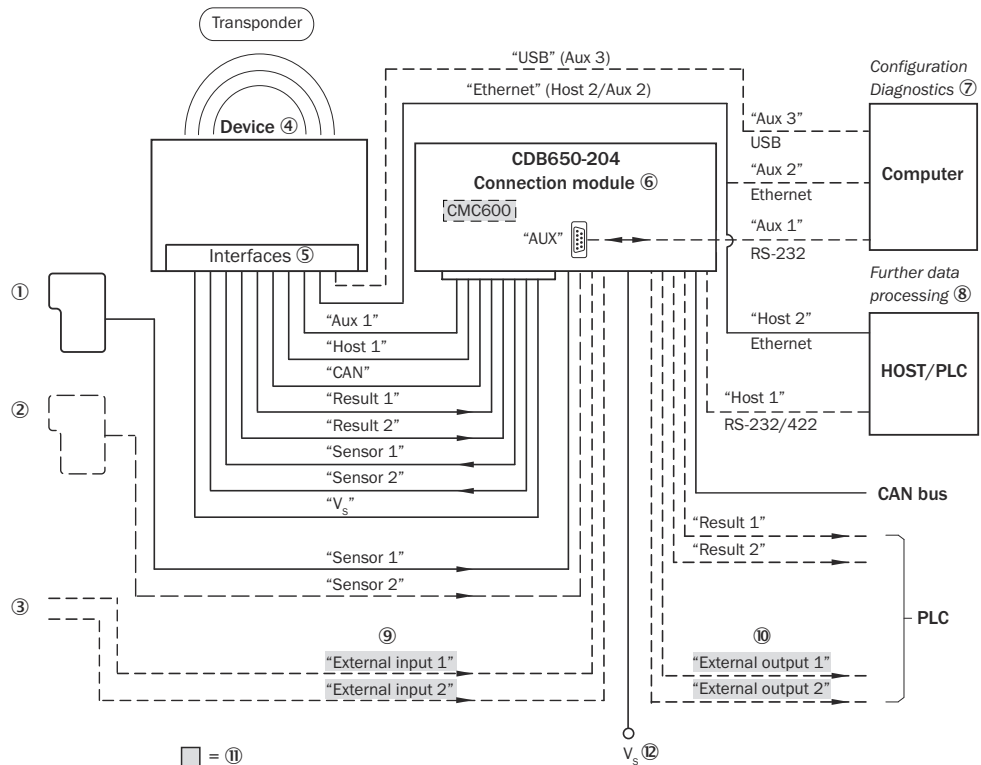 Transponder
"USB" (Aux 3)
Configuration
Diagnostics ⑦
"Ethernet" (Host 2/Aux 2)
Device ④
"Aux 3"
USB
CDB650-204
Connection module ⑥
"Aux 2"
Ethernet
Computer
CMC600
"AUX"
"Aux 1"
RS-232
Interfaces ⑤
①
Further data
processing ⑧
"Aux 1"
"Host 2"
Ethernet
"Host 1"
"CAN"
HOST/PLC
"Result 1"
"Host 1"
RS-232/422
②
"Result 2"
"Sensor 1"
"Sensor 2"
CAN bus
"Vs"
"Result 1"
"Result 2"
"Sensor 1"
"Sensor 2"
③
PLC
⑨
⑩
"External input 1"
"External output 1"
"External input 2"
"External output 2"
= ⑪
Vs ⑫